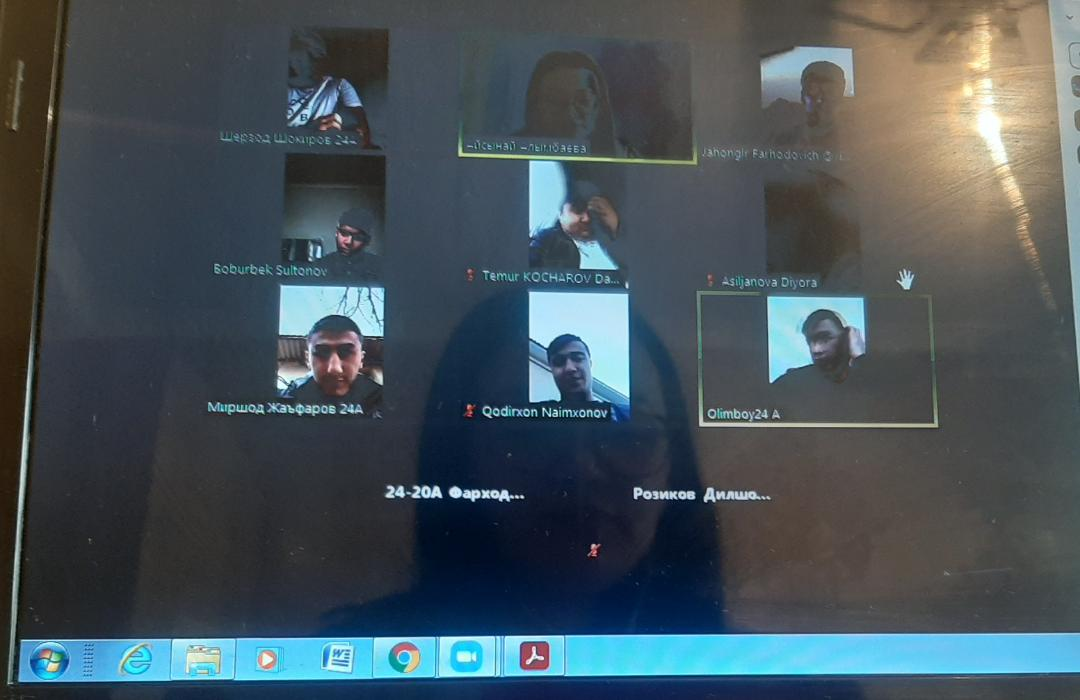 Шерзод Шокиров 24А
Jahongir Farhodovich
Boburbek Sultonov
Temur KOCHAROV Da...
Asiljanova Diyora
Миршод Жаъфаров 24А
Qodirxon Naimxonov
Olimboy24 A
24-20А Фарход...
Розиков Дилшо...